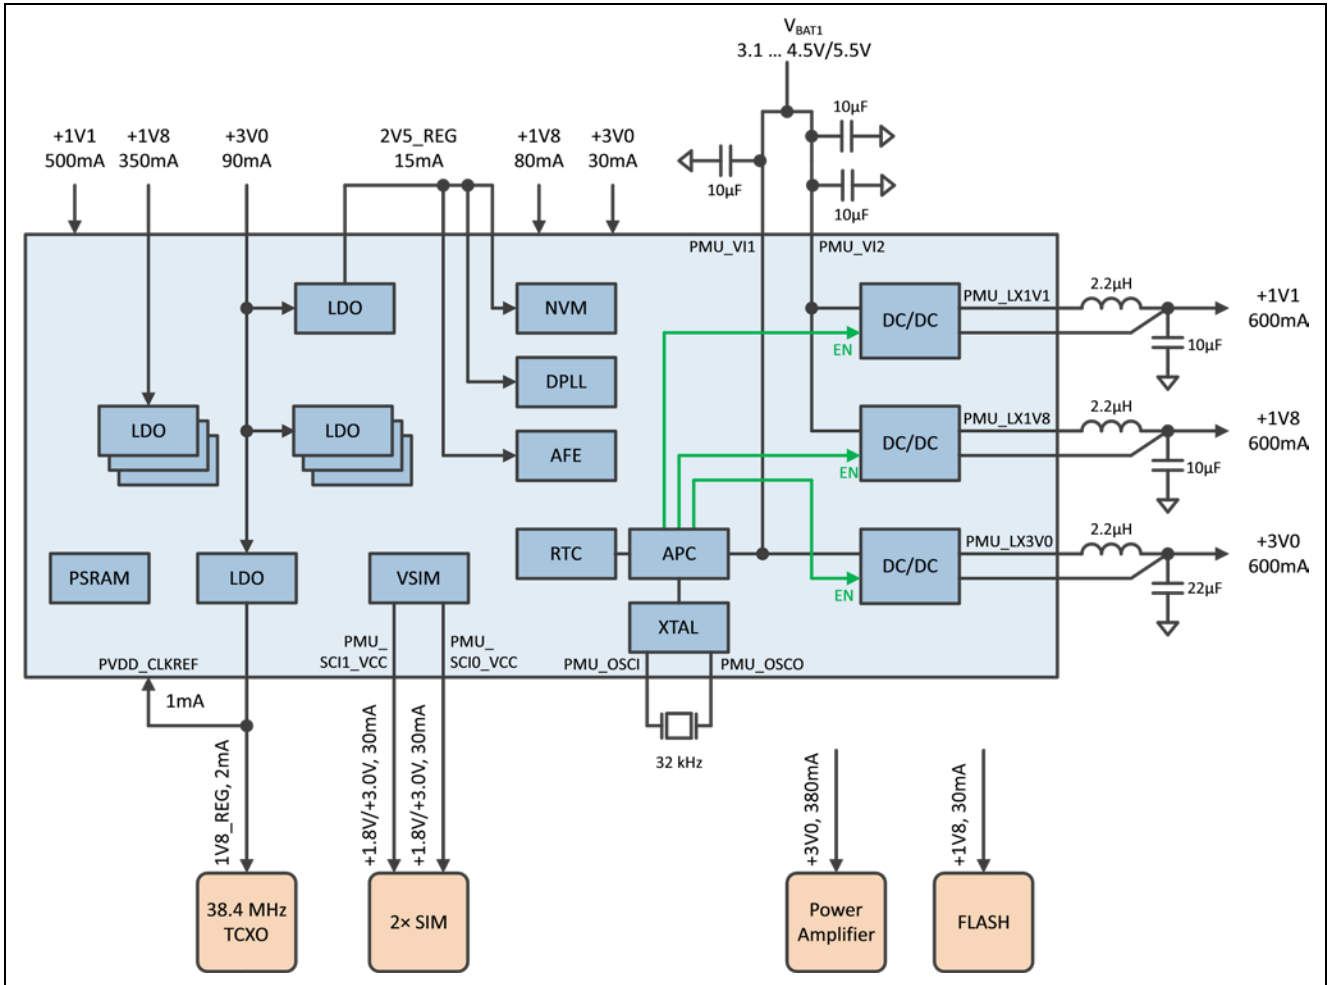 V_BAT1
3.1 ... 4.5V/5.5V
10µF
10µF
10µF
+1V1
500mA
+1V8
350mA
+3V0
90mA
2V5_REG
15mA
+1V8
80mA
+3V0
30mA
PMU_VI1
PMU_VI2
LDO
NVM
DC/DC
EN
PMU_LX1V1
2.2µH
10µF
+1V1
600mA
DPLL
LDO
LDO
AFE
DC/DC
EN
PMU_LX1V8
2.2µH
10µF
+1V8
600mA
PSRAM
LDO
VSIM
RTC
APC
XTAL
DC/DC
EN
PMU_LX3V0
2.2µH
22µF
+3V0
600mA
PVDD_CLKREF
PMU_
SCI1_VCC
PMU_
SCI0_VCC
PMU_OSCI
PMU_OSCO
1mA
32 kHz
1V8_REG, 2mA
+1.8V/+3.0V, 30mA
+1.8V/+3.0V, 30mA
+3V0, 380mA
+1V8, 30mA
38.4 MHz
TCXO
2× SIM
Power
Amplifier
FLASH